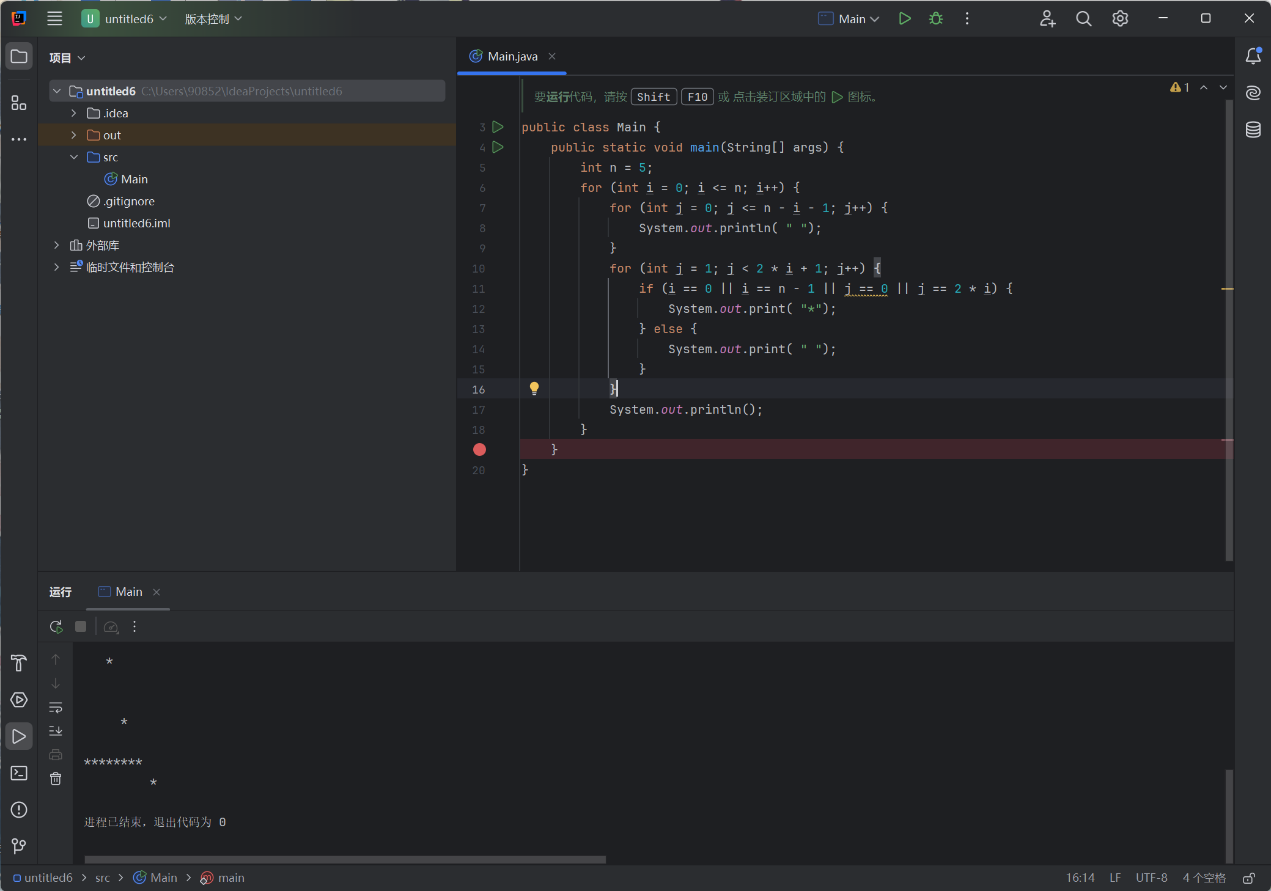 U untitled6 版本控制 Main
项目
Main.java
untitled6 C:\Users\90852\IdeaProjects\untitled6
.idea
out
src
Main
.gitignore
untitled6.iml
外部库
临时文件和控制台
要运行代码，请按 Shift F10 或 点击装订区域中的 图标。
1
3 public class Main {
4 public static void main(String[] args) {
5 int n = 5;
6 for (int i = 0; i <= n; i++) {
7 for (int j = 0; j <= n - i - 1; j++) {
8 System.out.println( " ");
9 }
10 for (int j = 1; j < 2 * i + 1; j++) {
11 if (i == 0 || i == n - 1 || j == 0 || j == 2 * i) {
12 System.out.print( "*");
13 } else {
14 System.out.print( " ");
15 }
16 }
17 System.out.println();
18 }
}
20 }
运行 Main
*
*
********
*
进程已结束，退出代码为 0
untitled6 > src > Main > main 16:14 LF UTF-8 4 个空格